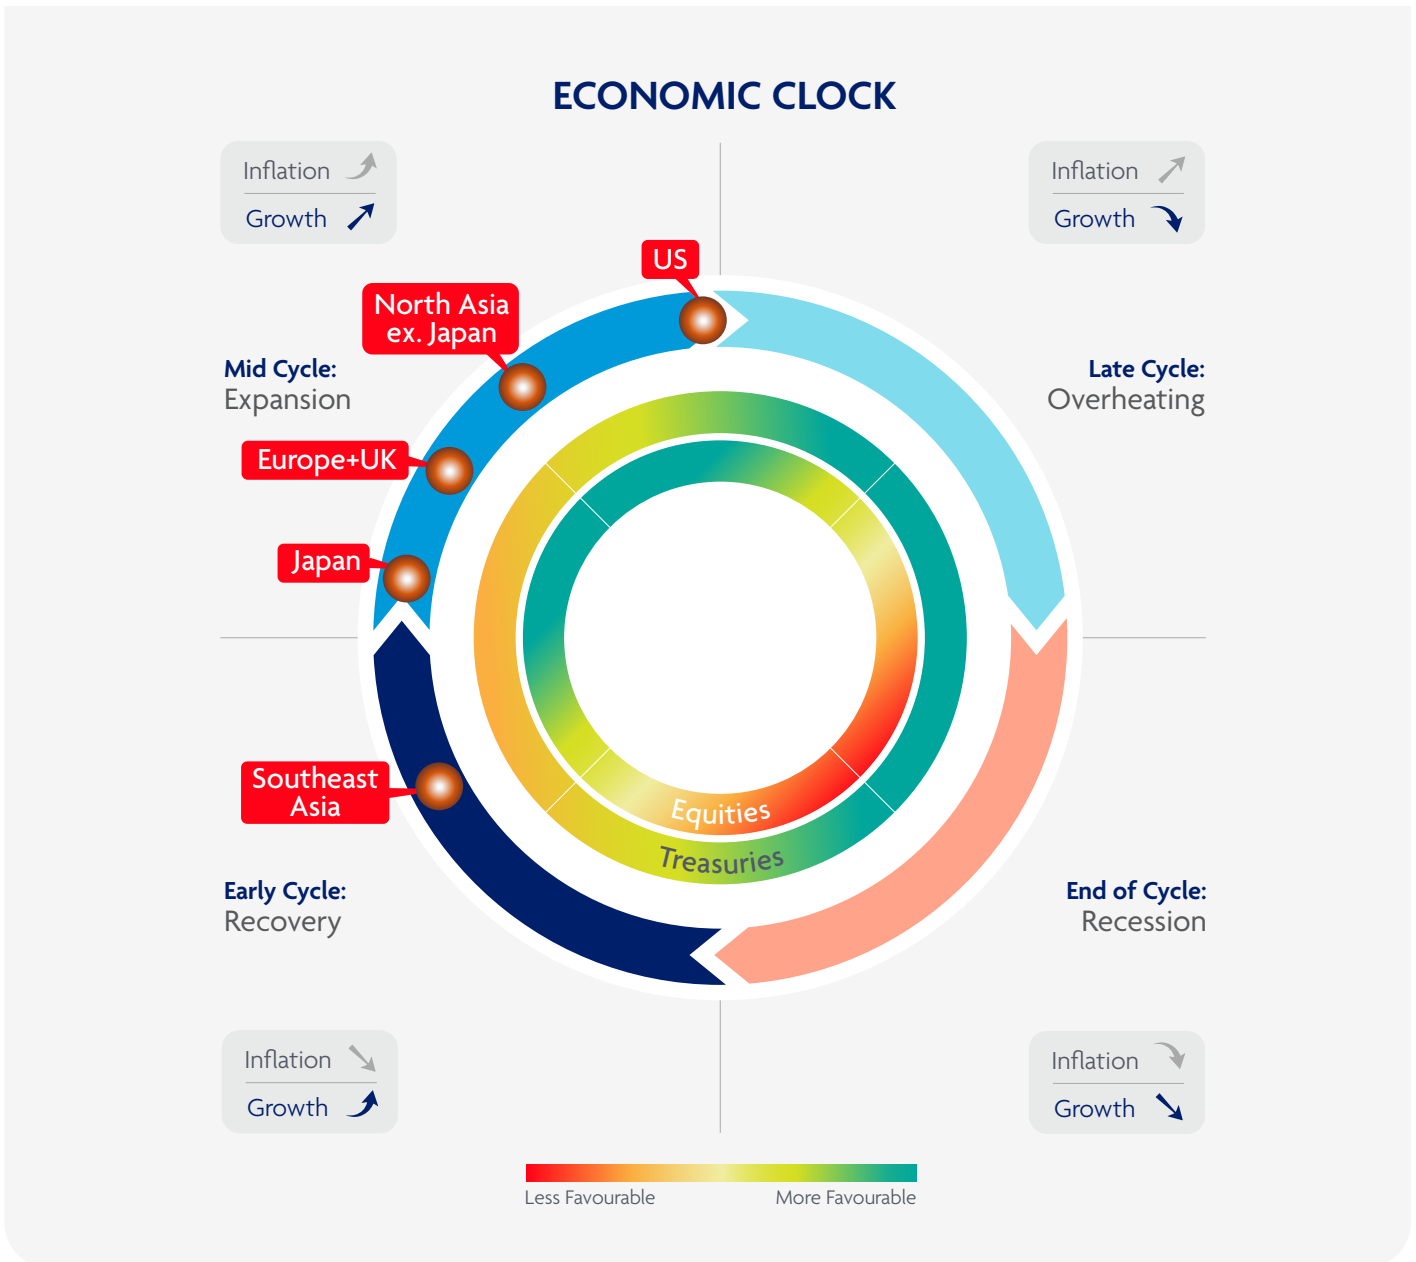 ECONOMIC CLOCK
Inflation
Growth
Inflation
Growth
US
North Asia
ex. Japan
Mid Cycle:
Expansion
Late Cycle:
Overheating
Europe+UK
Japan
Southeast
Asia
Equities
Treasuries
Early Cycle:
Recovery
End of Cycle:
Recession
Inflation
Growth
Inflation
Growth
Less Favourable
More Favourable